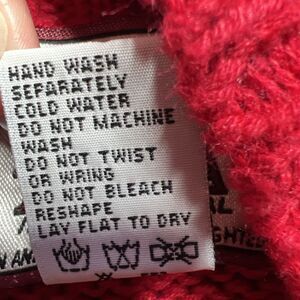 HAND WASH
SEPARATELY
COLD WATER
DO NOT MACHINE
WASH
DO NOT TWIST
OR WRING
DO NOT BLEACH
RESHAPE
LAY FLAT TO DRY